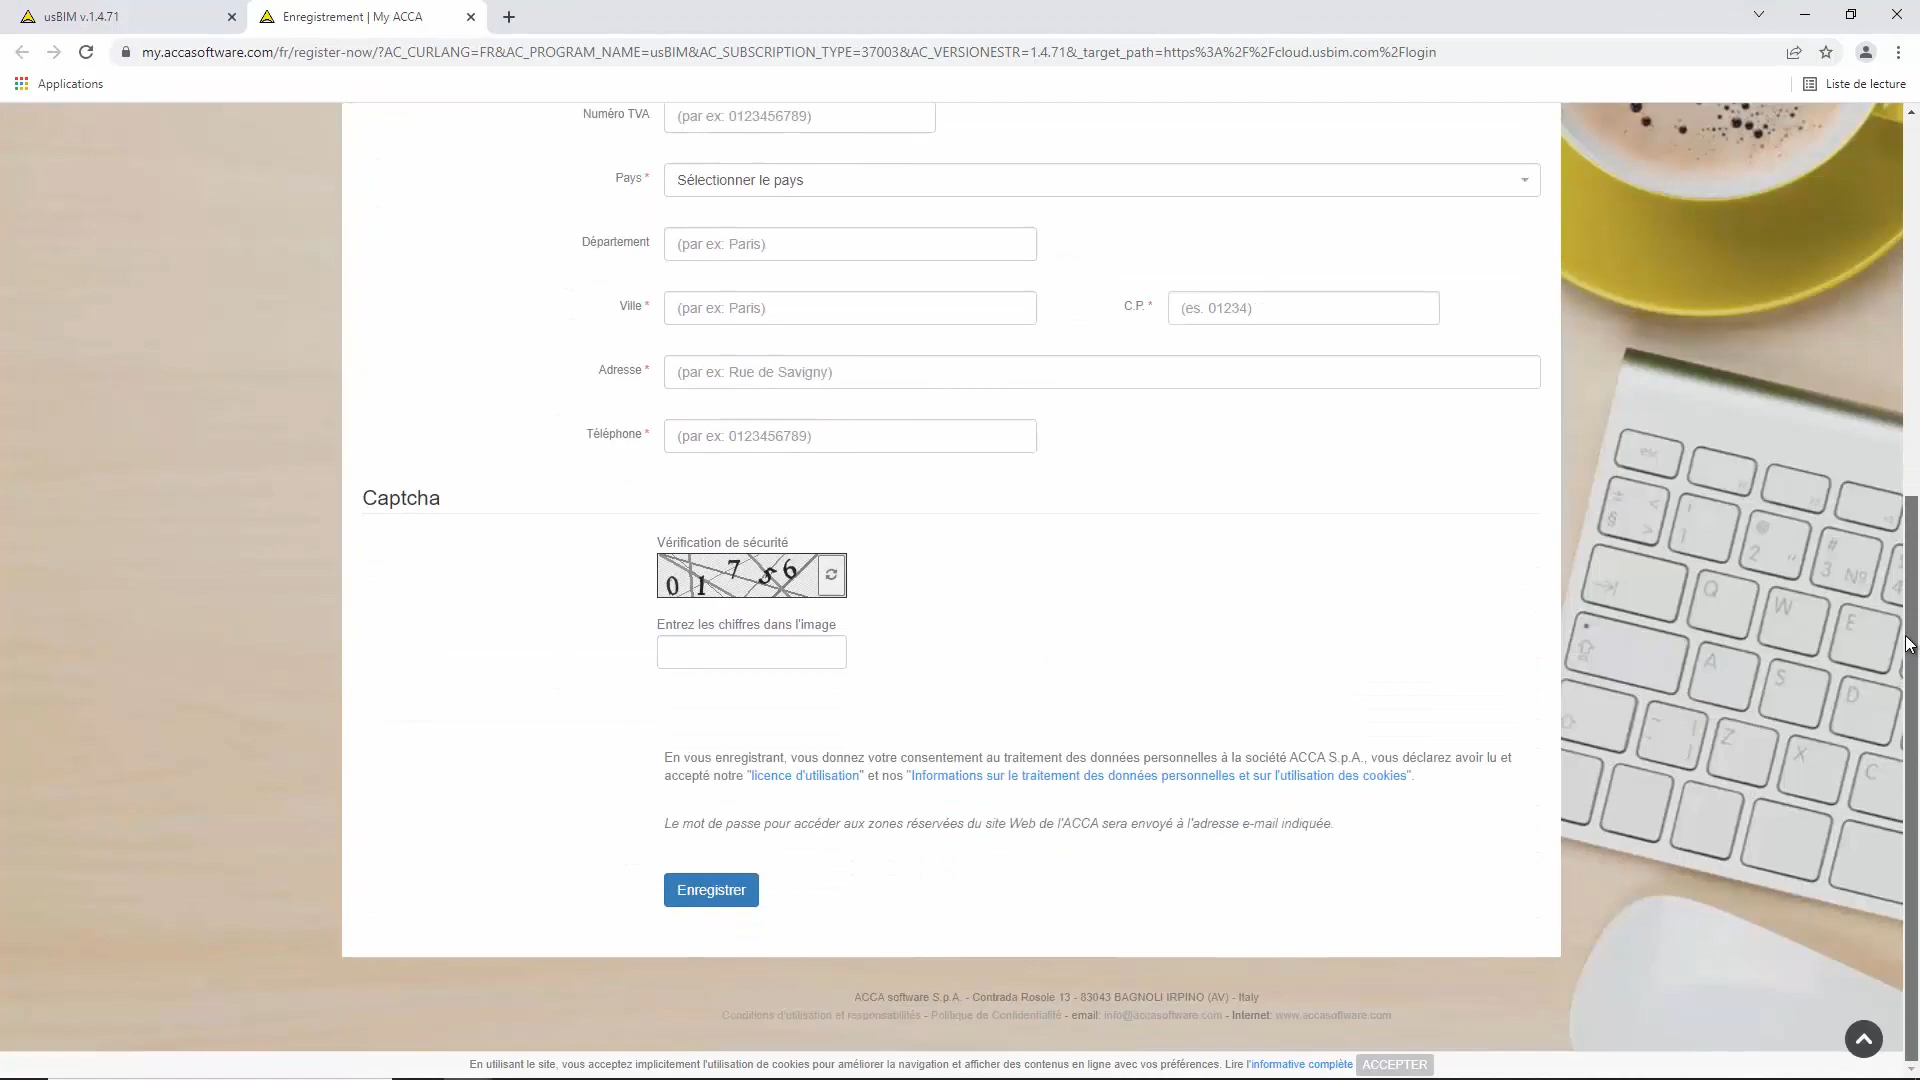 usBIM v.1.4.71
Enregistrement | My ACCA
my.accasoftware.com/fr/register-now/?AC_CURLANG=FR&AC_PROGRAM_NAME=usBIM&AC_SUBSCRIPTION_TYPE=37003&AC_VERSIONESTR=1.4.71&_target_path=https%3A%2F%2Fcloud.usbim.com%2Flogin
Applications
Liste de lecture
Numéro TVA
(par ex: 0123456789)
Pays *
Sélectionner le pays
Département
(par ex: Paris)
Ville *
(par ex: Paris)
C.P. *
(es. 01234)
Adresse *
(par ex: Rue de Savigny)
Téléphone *
(par ex: 0123456789)
Captcha
Vérification de sécurité
0 1 7 5 6
Entrez les chiffres dans l'image
En vous enregistrant, vous donnez votre consentement au traitement des données personnelles à la société ACCA S.p.A., vous déclarez avoir lu et
accepté notre "licence d'utilisation" et nos "Informations sur le traitement des données personnelles et sur l'utilisation des cookies".
Le mot de passe pour accéder aux zones réservées du site Web de l'ACCA sera envoyé à l'adresse e-mail indiquée.
Enregistrer
ACCA software S.p.A. - Contrada Rosole 13 - 83043 BAGNOLI IRPINO (AV) - Italy
Conditions d'utilisation et responsabilités - Politique de Confidentialité - email: info@accasoftware.com - Internet: www.accasoftware.com
En utilisant le site, vous acceptez implicitement l'utilisation de cookies pour améliorer la navigation et afficher des contenus en ligne avec vos préférences. Lire l'informative complète ACCEPTER